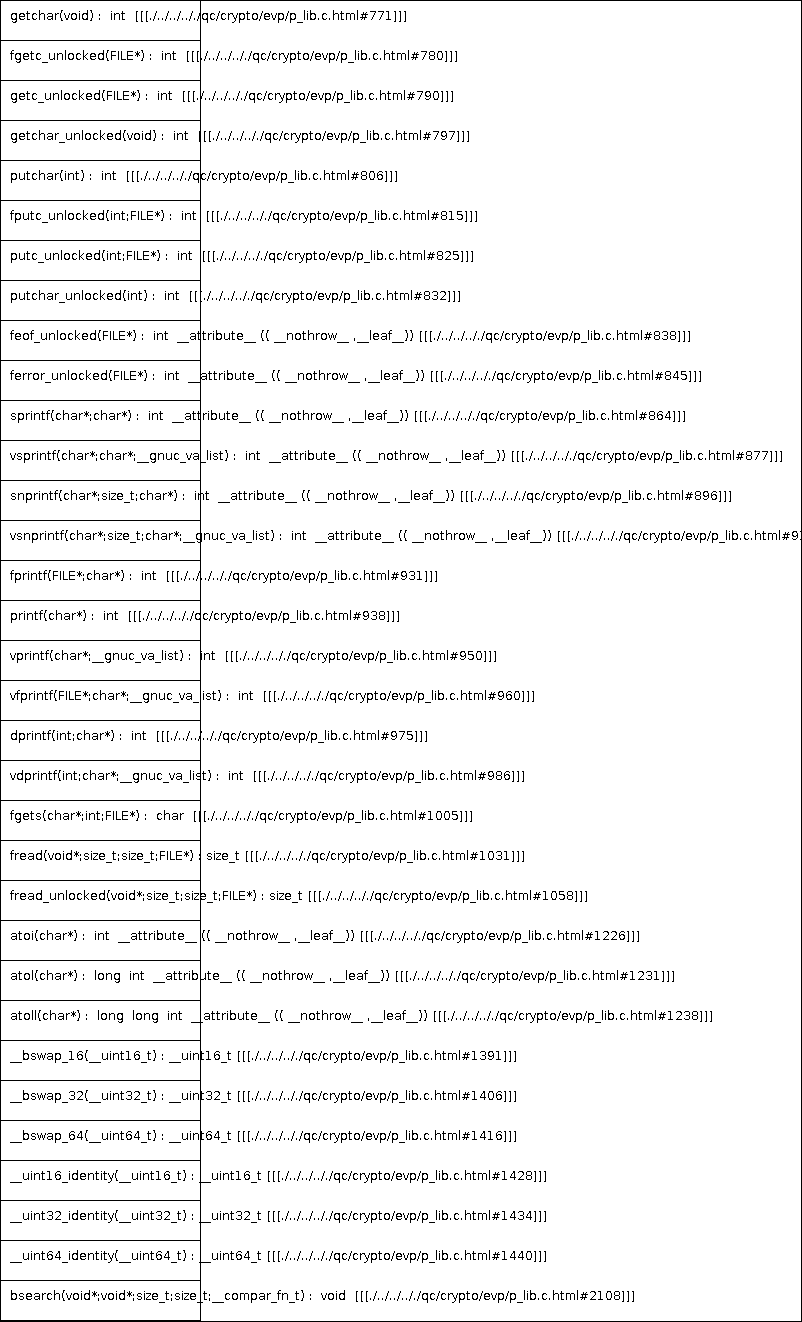 getchar(void) : int [[[./../../.././qc/crypto/evp/p_lib.c.html#771]]]
fgetc_unlocked(FILE*) : int [[[./../../.././qc/crypto/evp/p_lib.c.html#780]]]
getc_unlocked(FILE*) : int [[[./../../.././qc/crypto/evp/p_lib.c.html#790]]]
getchar_unlocked(void) : int [[[./../../.././qc/crypto/evp/p_lib.c.html#797]]]
putchar(int) : int [[[./../../.././qc/crypto/evp/p_lib.c.html#806]]]
fputc_unlocked(int;FILE*) : int [[[./../../.././qc/crypto/evp/p_lib.c.html#815]]]
putc_unlocked(int;FILE*) : int [[[./../../.././qc/crypto/evp/p_lib.c.html#825]]]
putchar_unlocked(int) : int [[[./../../.././qc/crypto/evp/p_lib.c.html#832]]]
feof_unlocked(FILE*) : int __attribute__ (( __nothrow__ ,__leaf__)) [[[./../../.././qc/crypto/evp/p_lib.c.html#838]]]
ferror_unlocked(FILE*) : int __attribute__ (( __nothrow__ ,__leaf__)) [[[./../../.././qc/crypto/evp/p_lib.c.html#845]]]
sprintf(char*;char*) : int __attribute__ (( __nothrow__ ,__leaf__)) [[[./../../.././qc/crypto/evp/p_lib.c.html#864]]]
vsprintf(char*;char*;__gnuc_va_list) : int __attribute__ (( __nothrow__ ,__leaf__)) [[[./../../.././qc/crypto/evp/p_lib.c.html#877]]]
snprintf(char*;size_t;char*) : int __attribute__ (( __nothrow__ ,__leaf__)) [[[./../../.././qc/crypto/evp/p_lib.c.html#896]]]
vsnprintf(char*;size_t;char*;__gnuc_va_list) : int __attribute__ (( __nothrow__ ,__leaf__)) [[[./../../.././qc/crypto/evp/p_lib.c.html#9
fprintf(FILE*;char*) : int [[[./../../.././qc/crypto/evp/p_lib.c.html#931]]]
printf(char*) : int [[[./../../.././qc/crypto/evp/p_lib.c.html#938]]]
vprintf(char*;__gnuc_va_list) : int [[[./../../.././qc/crypto/evp/p_lib.c.html#950]]]
vfprintf(FILE*;char*;__gnuc_va_list) : int [[[./../../.././qc/crypto/evp/p_lib.c.html#960]]]
dprintf(int;char*) : int [[[./../../.././qc/crypto/evp/p_lib.c.html#975]]]
vdprintf(int;char*;__gnuc_va_list) : int [[[./../../.././qc/crypto/evp/p_lib.c.html#986]]]
fgets(char*;int;FILE*) : char [[[./../../.././qc/crypto/evp/p_lib.c.html#1005]]]
fread(void*;size_t;size_t;FILE*) : size_t [[[./../../.././qc/crypto/evp/p_lib.c.html#1031]]]
fread_unlocked(void*;size_t;size_t;FILE*) : size_t [[[./../../.././qc/crypto/evp/p_lib.c.html#1058]]]
atoi(char*) : int __attribute__ (( __nothrow__ ,__leaf__)) [[[./../../.././qc/crypto/evp/p_lib.c.html#1226]]]
atol(char*) : long int __attribute__ (( __nothrow__ ,__leaf__)) [[[./../../.././qc/crypto/evp/p_lib.c.html#1231]]]
atoll(char*) : long long int __attribute__ (( __nothrow__ ,__leaf__)) [[[./../../.././qc/crypto/evp/p_lib.c.html#1238]]]
__bswap_16(__uint16_t) : __uint16_t [[[./../../.././qc/crypto/evp/p_lib.c.html#1391]]]
__bswap_32(__uint32_t) : __uint32_t [[[./../../.././qc/crypto/evp/p_lib.c.html#1406]]]
__bswap_64(__uint64_t) : __uint64_t [[[./../../.././qc/crypto/evp/p_lib.c.html#1416]]]
__uint16_identity(__uint16_t) : __uint16_t [[[./../../.././qc/crypto/evp/p_lib.c.html#1428]]]
__uint32_identity(__uint32_t) : __uint32_t [[[./../../.././qc/crypto/evp/p_lib.c.html#1434]]]
__uint64_identity(__uint64_t) : __uint64_t [[[./../../.././qc/crypto/evp/p_lib.c.html#1440]]]
bsearch(void*;void*;size_t;size_t;__compar_fn_t) : void [[[./../../.././qc/crypto/evp/p_lib.c.html#2108]]]